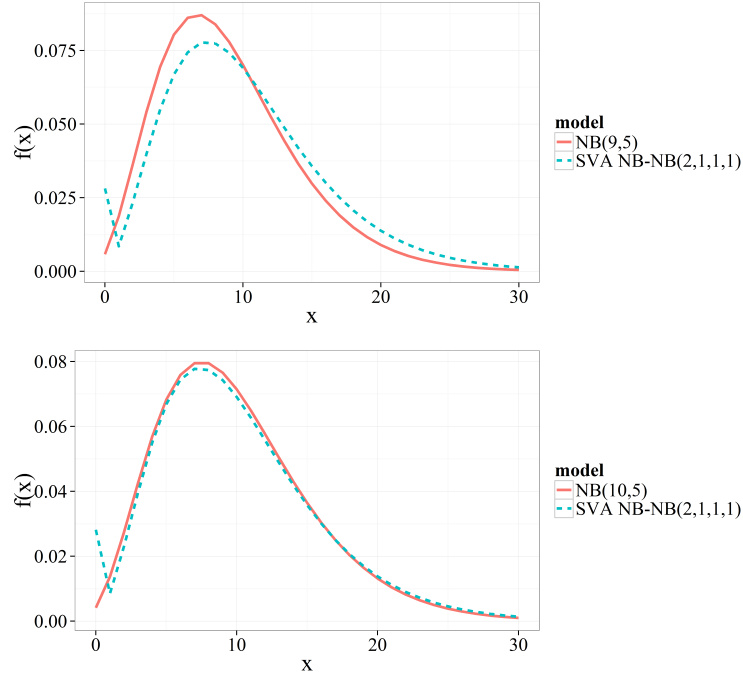 0.075
0.050
0.025
0.000
f(x)
0
10
20
30
x
model
NB(9,5)
SVA NB-NB(2,1,1,1)
0.08
0.06
0.04
0.02
0.00
f(x)
0
10
20
30
x
model
NB(10,5)
SVA NB-NB(2,1,1,1)